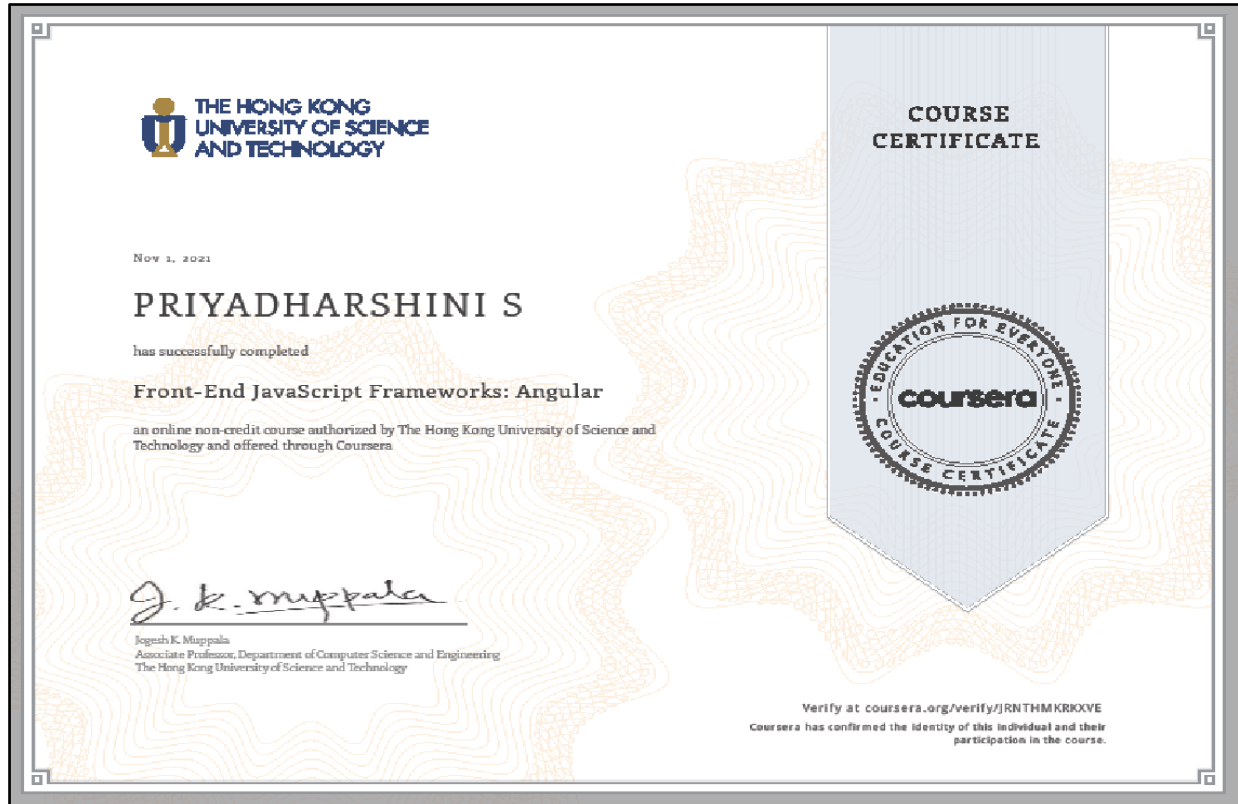 THE HONG KONG
UNIVERSITY OF SCIENCE
AND TECHNOLOGY
COURSE
CERTIFICATE
Nov 1, 2021
PRIYADHARSHINI S
has successfully completed
Front-End JavaScript Frameworks: Angular
an online non-credit course authorized by The Hong Kong University of Science and
Technology and offered through Coursera
EDUCATION FOR EVERYONE
coursera
COURSE CERTIFICATE
J. K. Muppala
Jogesh K. Muppala
Associate Professor, Department of Computer Science and Engineering
The Hong Kong University of Science and Technology
Verify at coursera.org/verify/JRNTHMKRKXVE
Coursera has confirmed the identity of this individual and their
participation in the course.